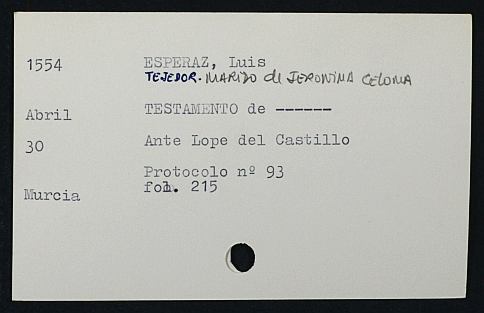 1554 ESPERAZ, Luis
TEJEDOR. MARIDO de JERONIMA CELOMA
Abril TESTAMENTO de ------
30 Ante Lope del Castillo
Protocolo nº 93
fol. 215
Murcia